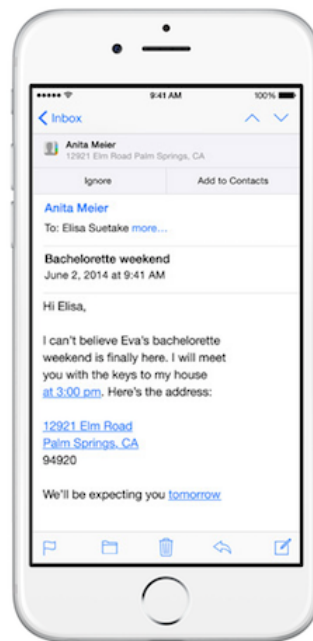 9:41 AM
100%
Inbox
Anita Meier
12921 Elm Road Palm Springs, CA
Ignore
Add to Contacts
Anita Meier
To: Elisa Suetake more...
Bachelorette weekend
June 2, 2014 at 9:41 AM
Hi Elisa,
I can't believe Eva's bachelorette
weekend is finally here. I will meet
you with the keys to my house
at 3:00 pm. Here's the address:
12921 Elm Road
Palm Springs, CA
94920
We'll be expecting you tomorrow